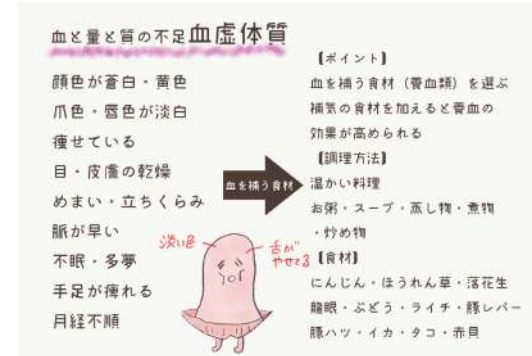 血と量と質の不足血虚体質
顔色が蒼白・黄色
爪色・唇色が淡白
痩せている
目・皮膚の乾燥
めまい・立ちくらみ
脈が早い
不眠・多夢
手足が痺れる
月経不順
血を補う食材
淡い色
舌が
やせてる
【ポイント】
血を補う食材（養血類）を選ぶ
補気の食材を加えると養血の
効果が高められる
【調理方法】
温かい料理
お粥・スープ・蒸し物・煮物
・炒め物
【食材】
にんじん・ほうれん草・落花生
龍眼・ぶどう・ライチ・豚レバー
豚ハツ・イカ・タコ・赤貝